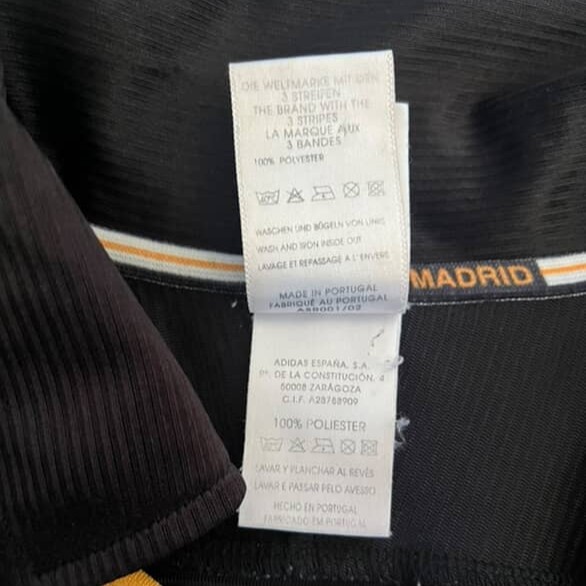 DIE WELTMARKE MIT DEN
3 STREIFEN
THE BRAND WITH THE
3 STRIPES
LA MARQUE AUX
3 BANDES
100% POLYESTER
WASCHEN UND BÜGELN VON LINKS
WASH AND IRON INSIDE OUT
LAVAGE ET REPASSAGE A L'ENVERS
MADRID
MADE IN PORTUGAL
FABRIQUÉ AU PORTUGAL
ADIDAS ESPAÑA, S.A.
Pº. DE LA CONSTITUCIÓN, 4
50008 ZARAGOZA
C.I.F. A28788909
100% POLIESTER
LAVAR Y PLANCHAR AL REVÉS
LAVAR E PASSAR PELO AVESSO
HECHO EN PORTUGAL
FABRICADO EM PORTUGAL